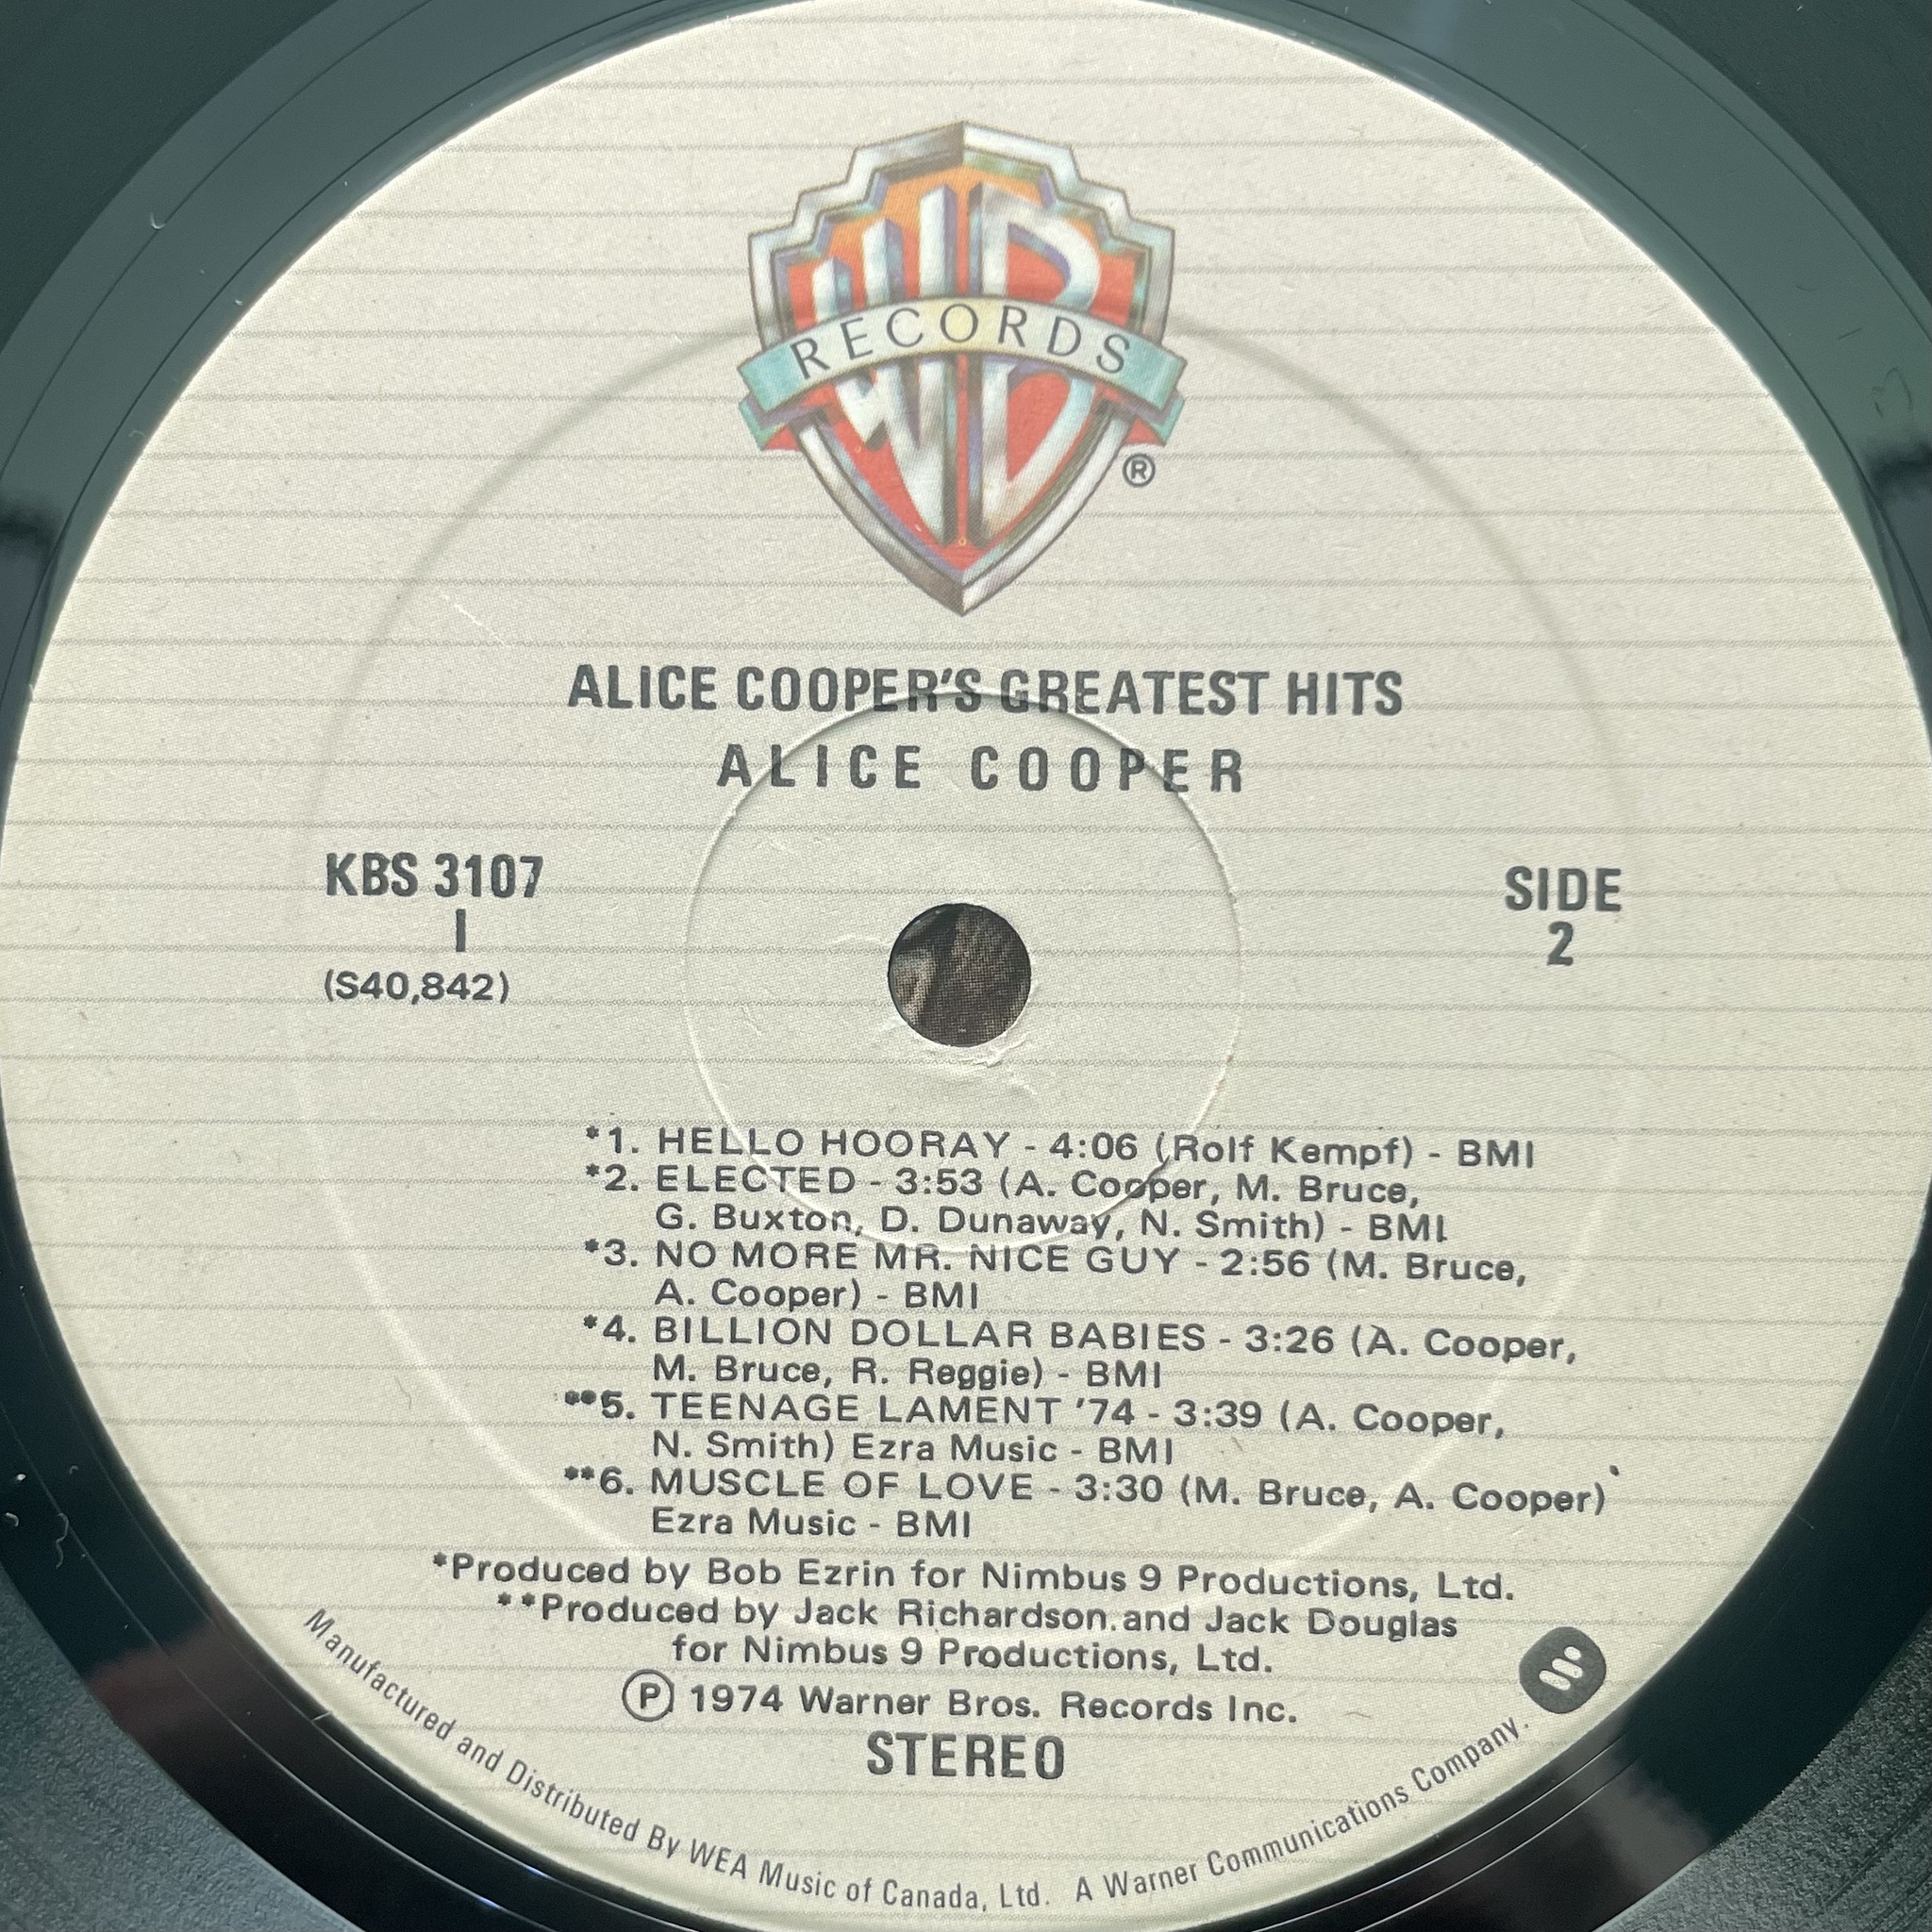 WB
RECORDS
®
ALICE COOPER'S GREATEST HITS
ALICE COOPER
KBS 3107
1
(S40,842)
SIDE
2
*1. HELLO HOORAY - 4:06 (Rolf Kempf) - BMI
*2. ELECTED - 3:53 (A. Cooper, M. Bruce,
G. Buxton, D. Dunaway, N. Smith) - BMI
*3. NO MORE MR. NICE GUY - 2:56 (M. Bruce,
A. Cooper) - BMI
*4. BILLION DOLLAR BABIES - 3:26 (A. Cooper,
M. Bruce, R. Reggie) - BMI
**5. TEENAGE LAMENT '74 - 3:39 (A. Cooper,
N. Smith) Ezra Music - BMI
**6. MUSCLE OF LOVE - 3:30 (M. Bruce, A. Cooper)
Ezra Music - BMI
*Produced by Bob Ezrin for Nimbus 9 Productions, Ltd.
**Produced by Jack Richardson and Jack Douglas
for Nimbus 9 Productions, Ltd.
Ⓟ 1974 Warner Bros. Records Inc.
STEREO
Manufactured and Distributed By WEA Music of Canada, Ltd. A Warner Communications Company.